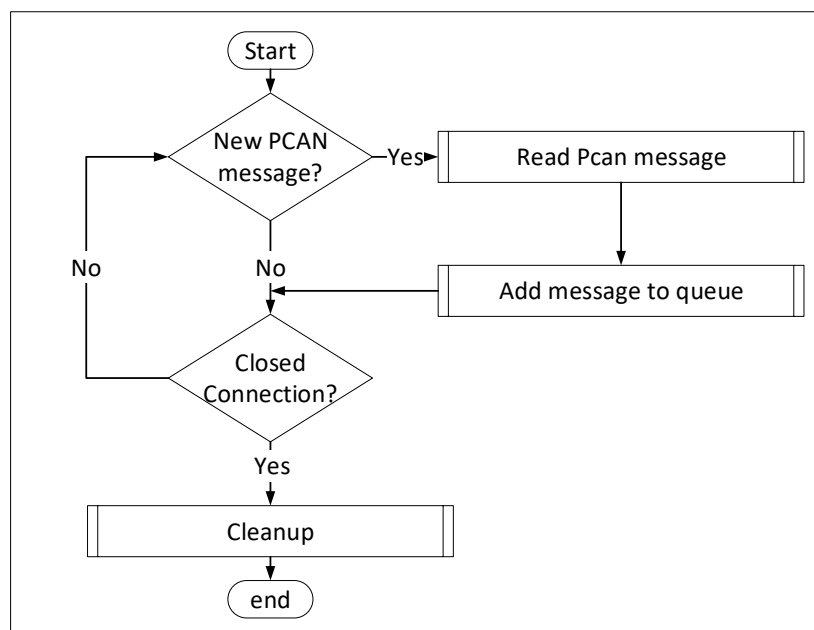 Start
New PCAN
message?
Yes
Read Pcan message
No
No
Add message to queue
Closed
Connection?
Yes
Cleanup
end